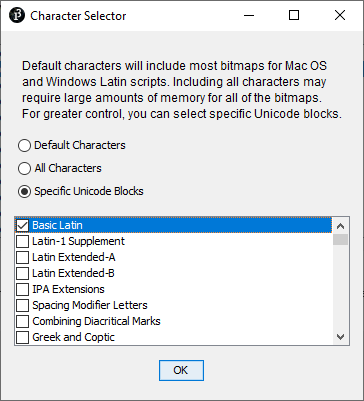 Character Selector
Default characters will include most bitmaps for Mac OS
and Windows Latin scripts. Including all characters may
require large amounts of memory for all of the bitmaps.
For greater control, you can select specific Unicode blocks.
Default Characters
All Characters
Specific Unicode Blocks
Basic Latin
Latin-1 Supplement
Latin Extended-A
Latin Extended-B
IPA Extensions
Spacing Modifier Letters
Combining Diacritical Marks
Greek and Coptic
OK